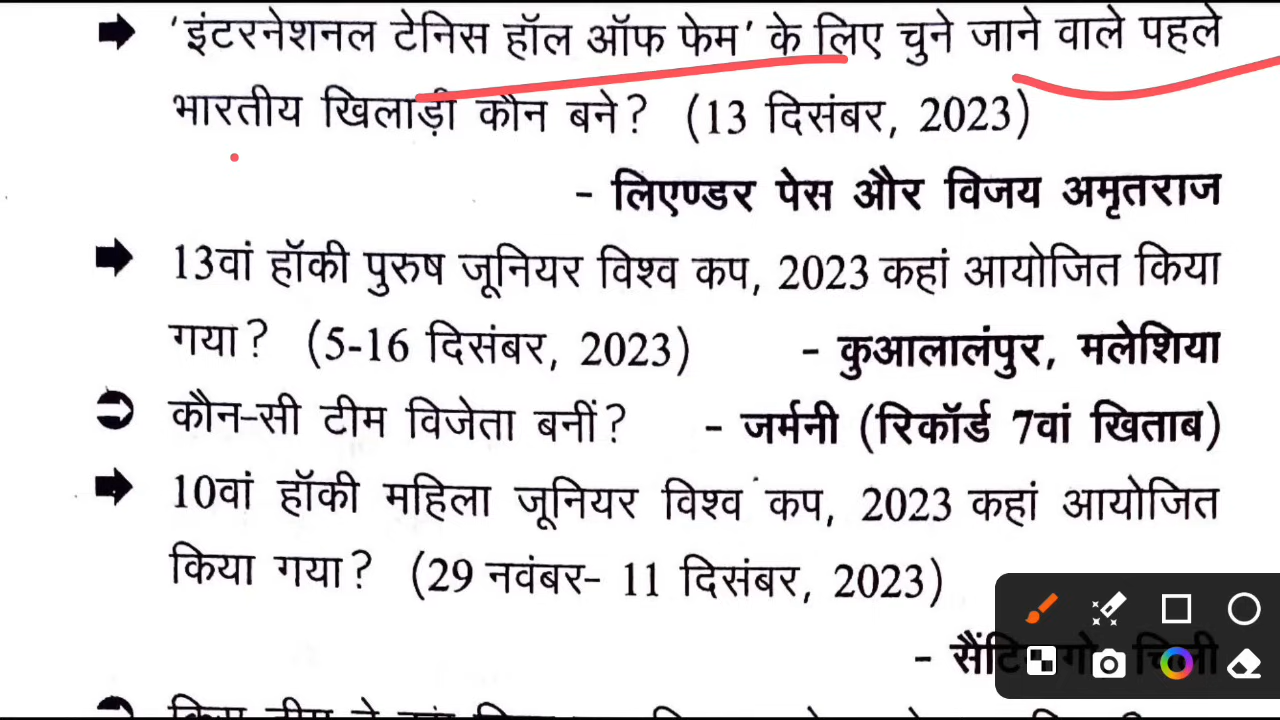 'इंटरनेशनल टेनिस हॉल ऑफ फेम' के लिए चुने जाने वाले पहले
भारतीय खिलाड़ी कौन बने? (13 दिसंबर, 2023)
- लिएण्डर पेस और विजय अमृतराज
13वां हॉकी पुरुष जूनियर विश्व कप, 2023 कहां आयोजित किया
गया? (5-16 दिसंबर, 2023) - कुआलालंपुर, मलेशिया
कौन-सी टीम विजेता बनीं? - जर्मनी (रिकॉर्ड 7वां खिताब)
10वां हॉकी महिला जूनियर विश्व कप, 2023 कहां आयोजित
किया गया? (29 नवंबर- 11 दिसंबर, 2023)